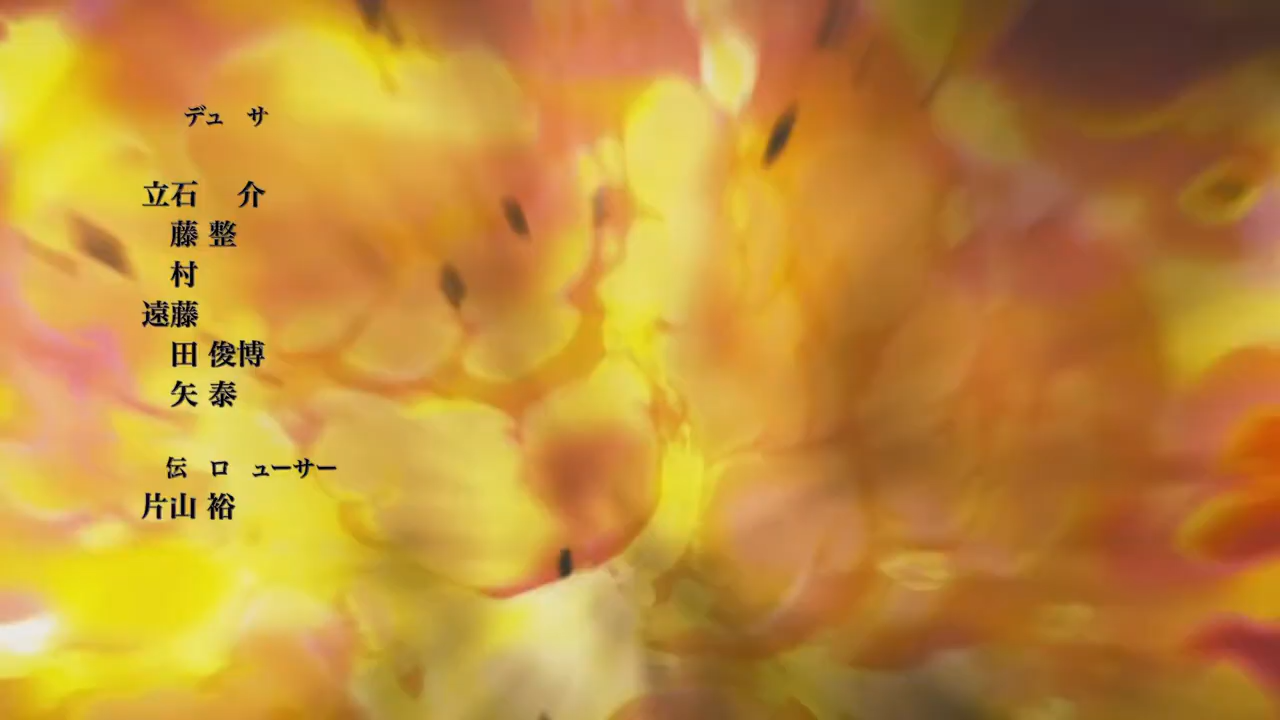 デュ サ
立石 介
藤 整
村
遠藤
田 俊博
矢 泰
伝 ロ ューサー
片山 裕